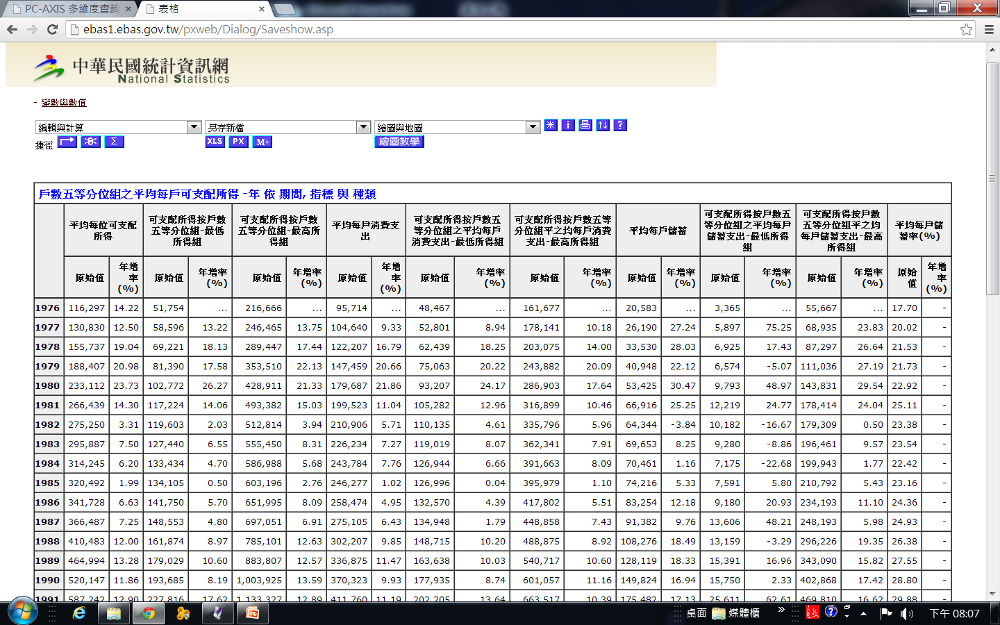 PC-AXIS 多維度查詢
表格
ebas1.ebas.gov.tw/pxweb/Dialog/Saveshow.asp
中華民國統計資訊網
National Statistics
- 變數與數值
編輯與計算 另存新檔 繪圖與地圖
捷徑 Σ XLS PX M+ 繪圖教學
戶數五等分位組之平均每戶可支配所得 -年 依 期間, 指標 與 種類
平均每位可支配所得 可支配所得按戶數五等分位組-最低所得組 可支配所得按戶數五等分位組-最高所得組 平均每戶消費支出 可支配所得按戶數五等分位組之平均每戶消費支出-最低所得組 可支配所得按戶數五等分位組平之均每戶消費支出-最高所得組 平均每戶儲蓄 可支配所得按戶數五等分位組之平均每戶儲蓄支出-最低所得組 可支配所得按戶數五等分位組平之均每戶儲蓄支出-最高所得組 平均每戶儲蓄率(%)
原始值 年增率(%) 原始值 年增率(%) 原始值 年增率(%) 原始值 年增率(%) 原始值 年增率(%) 原始值 年增率(%) 原始值 年增率(%) 原始值 年增率(%) 原始值 年增率(%) 原始值 年增率(%)
1976 116,297 14.22 51,754 ... 216,666 ... 95,714 ... 48,467 ... 161,677 ... 20,583 ... 3,365 ... 55,667 ... 17.70 -
1977 130,830 12.50 58,596 13.22 246,465 13.75 104,640 9.33 52,801 8.94 178,141 10.18 26,190 27.24 5,897 75.25 68,935 23.83 20.02 -
1978 155,737 19.04 69,221 18.13 289,447 17.44 122,207 16.79 62,439 18.25 203,075 14.00 33,530 28.03 6,925 17.43 87,297 26.64 21.53 -
1979 188,407 20.98 81,390 17.58 353,510 22.13 147,459 20.66 75,063 20.22 243,882 20.09 40,948 22.12 6,574 -5.07 111,036 27.19 21.73 -
1980 233,112 23.73 102,772 26.27 428,911 21.33 179,687 21.86 93,207 24.17 286,903 17.64 53,425 30.47 9,793 48.97 143,831 29.54 22.92 -
1981 266,439 14.30 117,224 14.06 493,382 15.03 199,523 11.04 105,282 12.96 316,899 10.46 66,916 25.25 12,219 24.77 178,414 24.04 25.11 -
1982 275,250 3.31 119,603 2.03 512,814 3.94 210,906 5.71 110,135 4.61 335,796 5.96 64,344 -3.84 10,182 -16.67 179,309 0.50 23.38 -
1983 295,887 7.50 127,440 6.55 555,450 8.31 226,234 7.27 119,019 8.07 362,341 7.91 69,653 8.25 9,280 -8.86 196,461 9.57 23.54 -
1984 314,245 6.20 133,434 4.70 586,988 5.68 243,784 7.76 126,944 6.66 391,663 8.09 70,461 1.16 7,175 -22.68 199,943 1.77 22.42 -
1985 320,492 1.99 134,105 0.50 603,196 2.76 246,277 1.02 126,996 0.04 395,979 1.10 74,216 5.33 7,591 5.80 210,792 5.43 23.16 -
1986 341,728 6.63 141,750 5.70 651,995 8.09 258,474 4.95 132,570 4.39 417,802 5.51 83,254 12.18 9,180 20.93 234,193 11.10 24.36 -
1987 366,487 7.25 148,553 4.80 697,051 6.91 275,105 6.43 134,948 1.79 448,858 7.43 91,382 9.76 13,606 48.21 248,193 5.98 24.93 -
1988 410,483 12.00 161,874 8.97 785,101 12.63 302,207 9.85 148,715 10.20 488,875 8.92 108,276 18.49 13,159 -3.29 296,226 19.35 26.38 -
1989 464,994 13.28 179,029 10.60 883,807 12.57 336,875 11.47 163,638 10.03 540,717 10.60 128,119 18.33 15,391 16.96 343,090 15.82 27.55 -
1990 520,147 11.86 193,685 8.19 1,003,925 13.59 370,323 9.93 177,935 8.74 601,057 11.16 149,824 16.94 15,750 2.33 402,868 17.42 28.80 -
1991 587,242 12.90 227,816 17.62 1,133,327 12.89 411,760 11.19 202,205 13.64 663,517 10.39 175,482 17.13 25,611 62.61 469,810 16.62 29.88 -
桌面 媒體櫃 » 下午 08:07